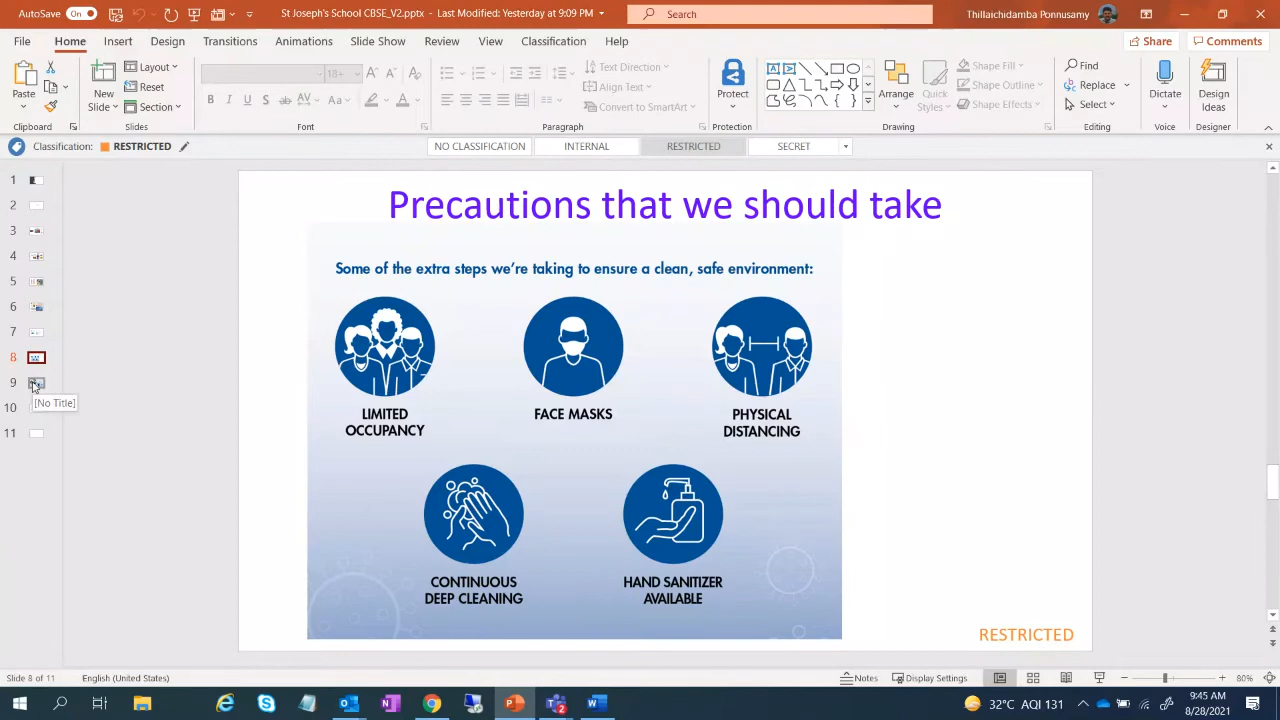 AutoSave On St Joseph's School CBSE_V2.pptx - Last Modified: Yesterday at 9:09 PM Search Thillachidamba Ponnusamy
File Home Insert Design Transitions Animations Slide Show Review View Classification Help Share Comments
Paste New Slide Layout Reset Section 18+ Text Direction Align Text Convert to SmartArt Protect Arrange Quick Styles Shape Fill Shape Outline Shape Effects Find Replace Select Dictate Design Ideas
Clipboard Slides Font Paragraph Protection Drawing Editing Voice Designer
Classification: RESTRICTED NO CLASSIFICATION INTERNAL RESTRICTED SECRET
1
2
3
4
5
6
7
8
9
[No Title]
10
11
Precautions that we should take
Some of the extra steps we're taking to ensure a clean, safe environment:
LIMITED
OCCUPANCY
FACE MASKS
PHYSICAL
DISTANCING
CONTINUOUS
DEEP CLEANING
HAND SANITIZER
AVAILABLE
RESTRICTED
Slide 8 of 11 English (United States) Notes Display Settings 80%
32°C AQI 131 9:45 AM
8/28/2021